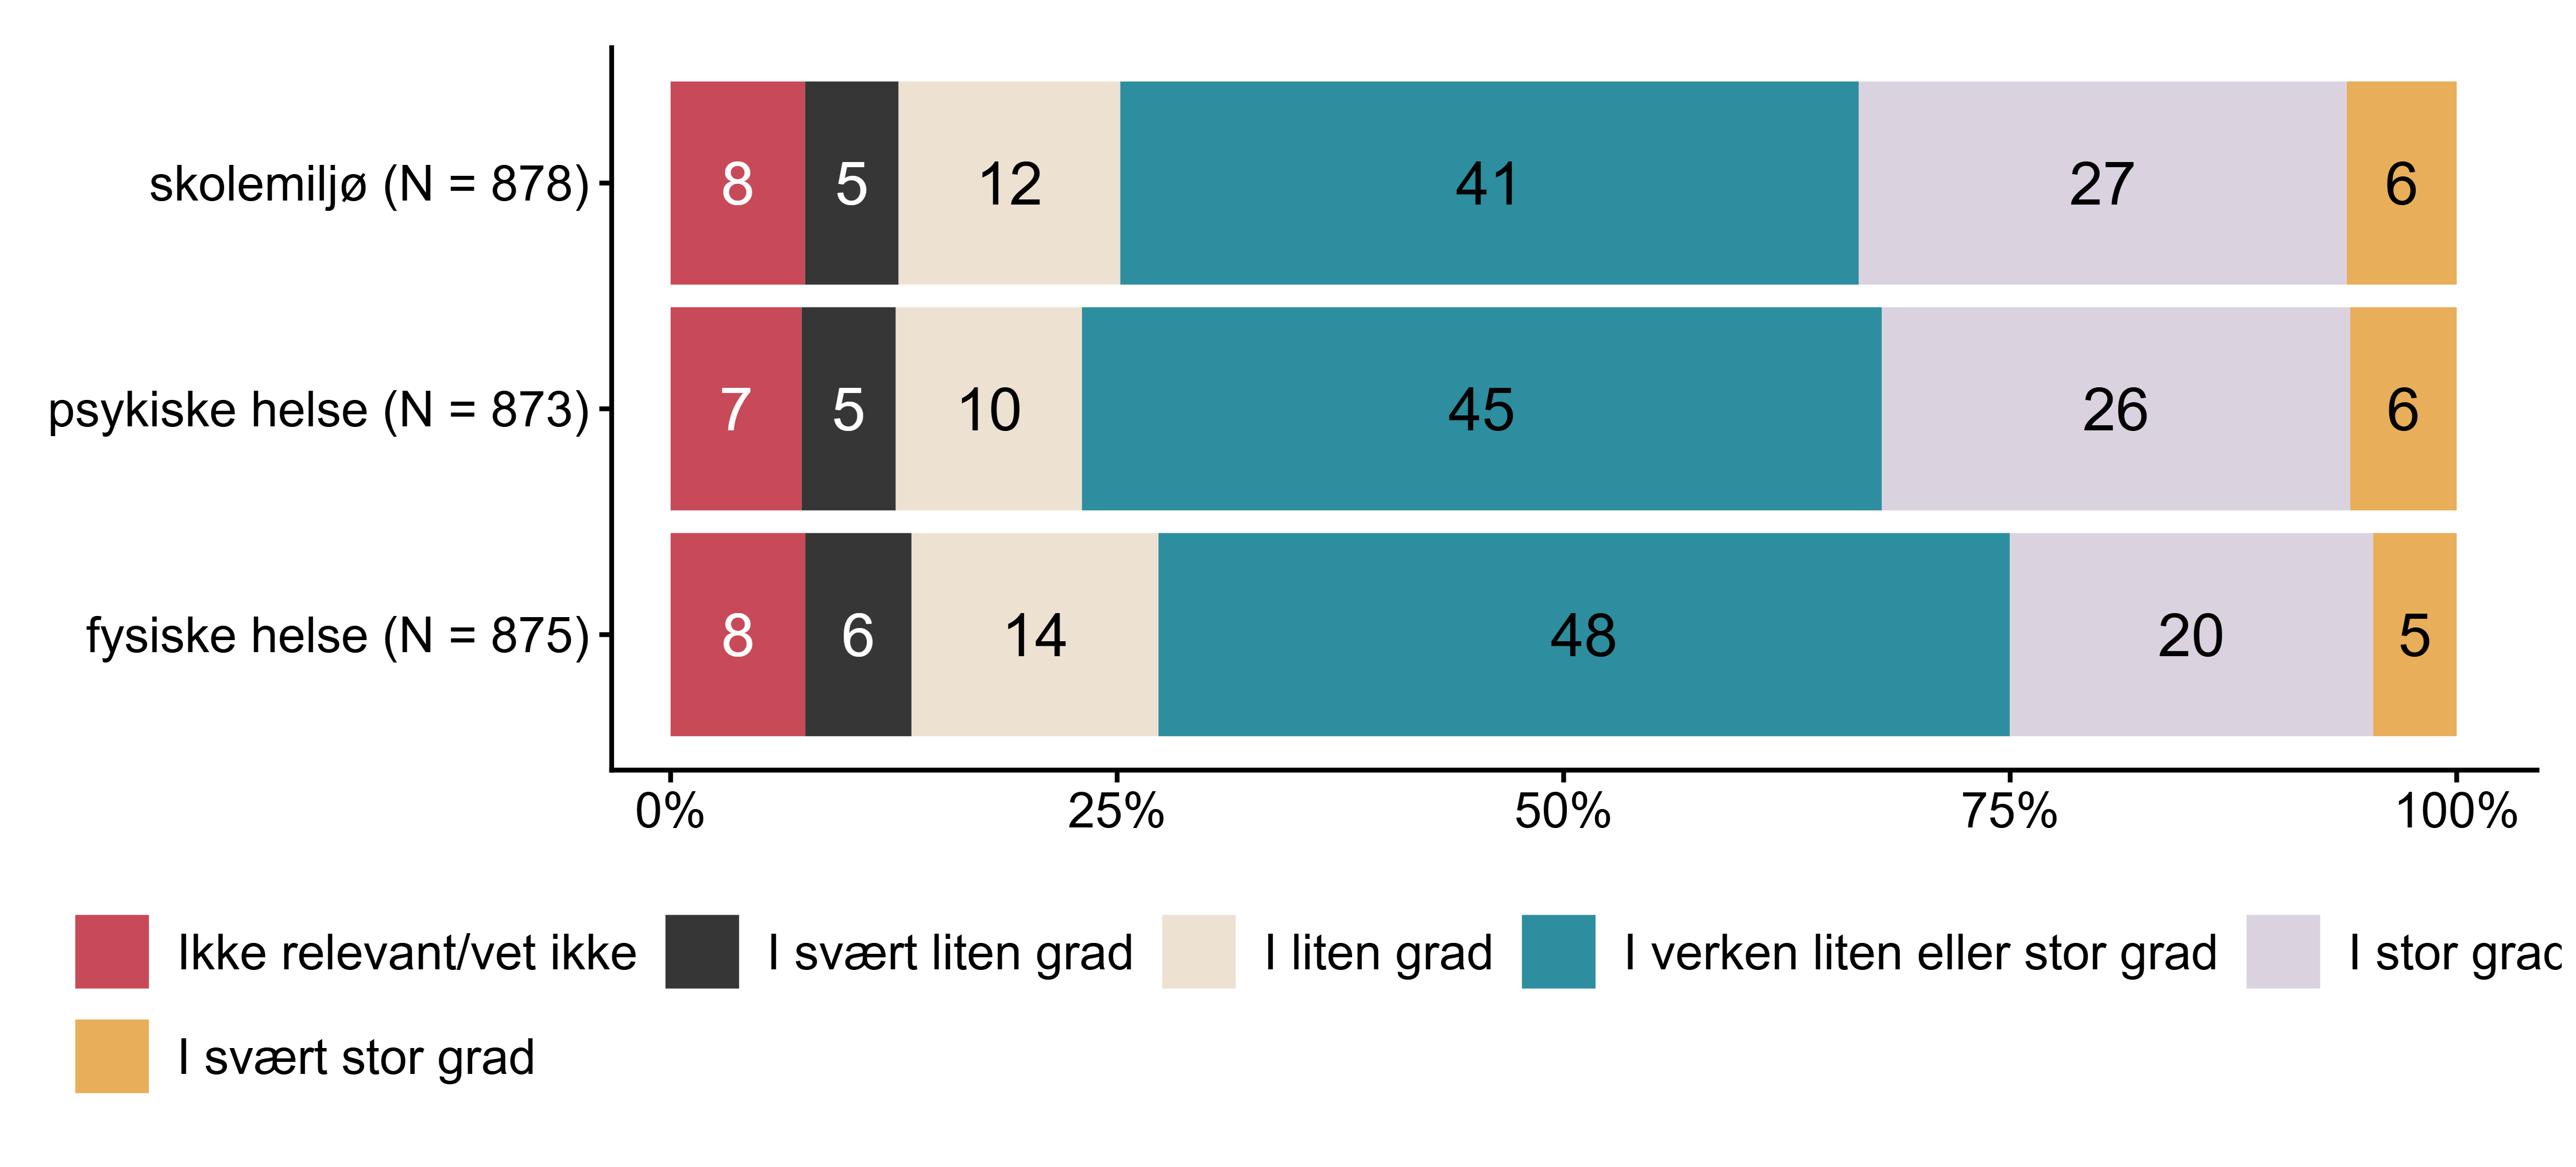 skolemiljø (N = 878) 8 5 12 41 27 6
psykiske helse (N = 873) 7 5 10 45 26 6
fysiske helse (N = 875) 8 6 14 48 20 5
0% 25% 50% 75% 100%
Ikke relevant/vet ikke I svært liten grad I liten grad I verken liten eller stor grad I stor grad
I svært stor grad